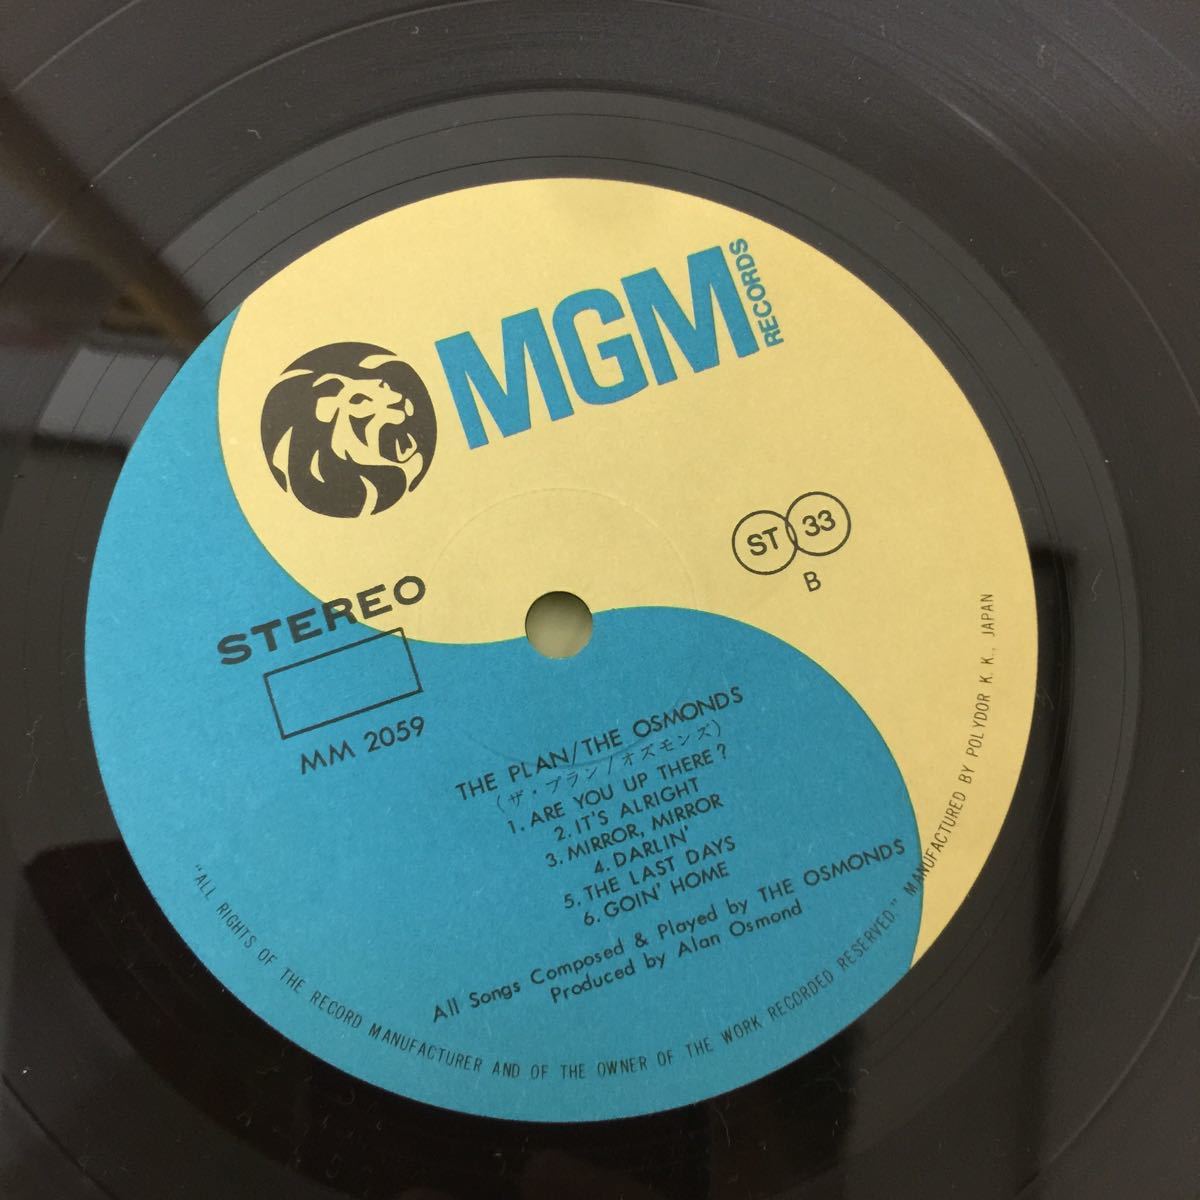 MGM
RECORDS
ST 33
B
STEREO
MM 2059
THE PLAN/THE OSMONDS
(ザ・プラン/オズモンズ)
1. ARE YOU UP THERE?
2. IT'S ALRIGHT
3. MIRROR, MIRROR
4. DARLIN'
5. THE LAST DAYS
6. GOIN' HOME
All Songs Composed & Played by THE OSMONDS
Produced by Alan Osmond
"ALL RIGHTS OF THE RECORD MANUFACTURER AND OF THE OWNER OF THE WORK RECORDED RESERVED." MANUFACTURED BY POLYDOR K.K., JAPAN